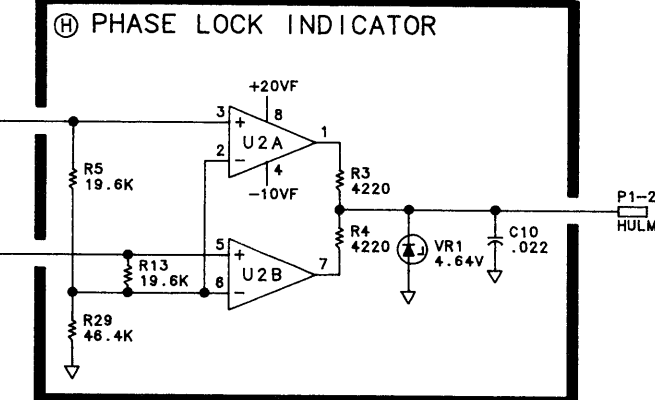 H PHASE LOCK INDICATOR
+20VF
3
+
8
1
U2A
2
−
4
-10VF
R5
19.6K
R3
4220
P1-2
HULM
R4
4220
C10
.022
VR1
4.64V
5
+
7
U2B
6
−
R13
19.6K
R29
46.4K